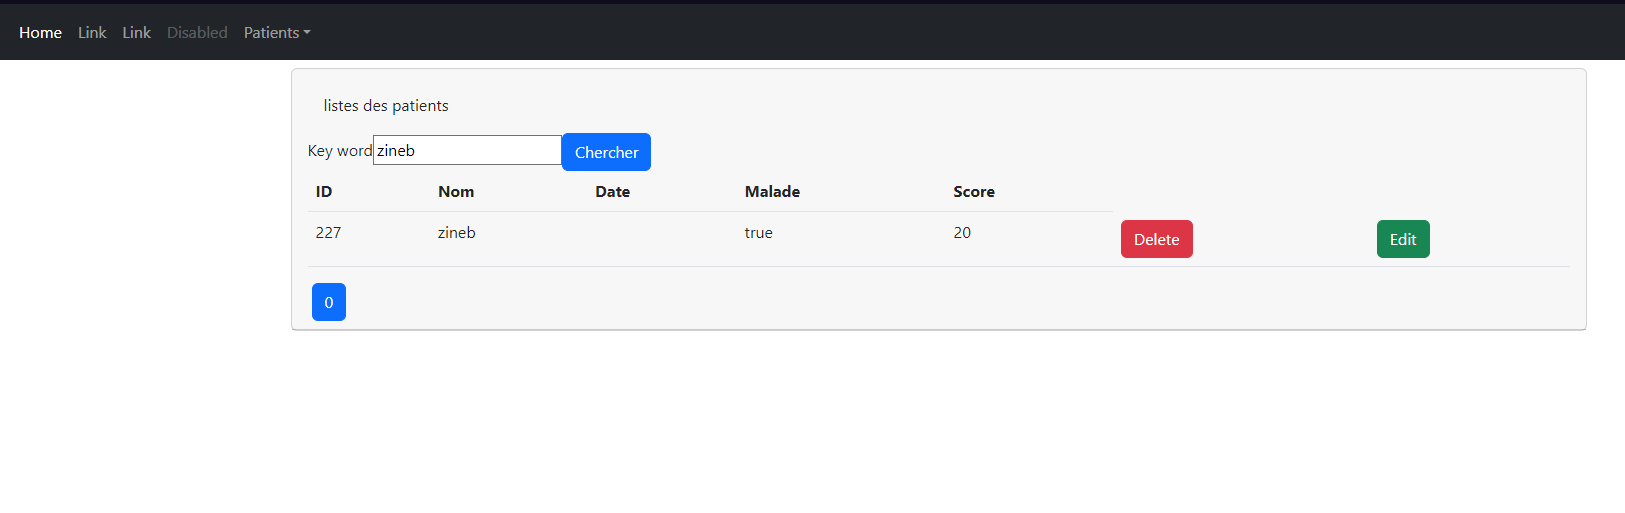 Home Link Link Disabled Patients
listes des patients
Key word zineb Chercher
ID Nom Date Malade Score
227 zineb true 20 Delete Edit
0